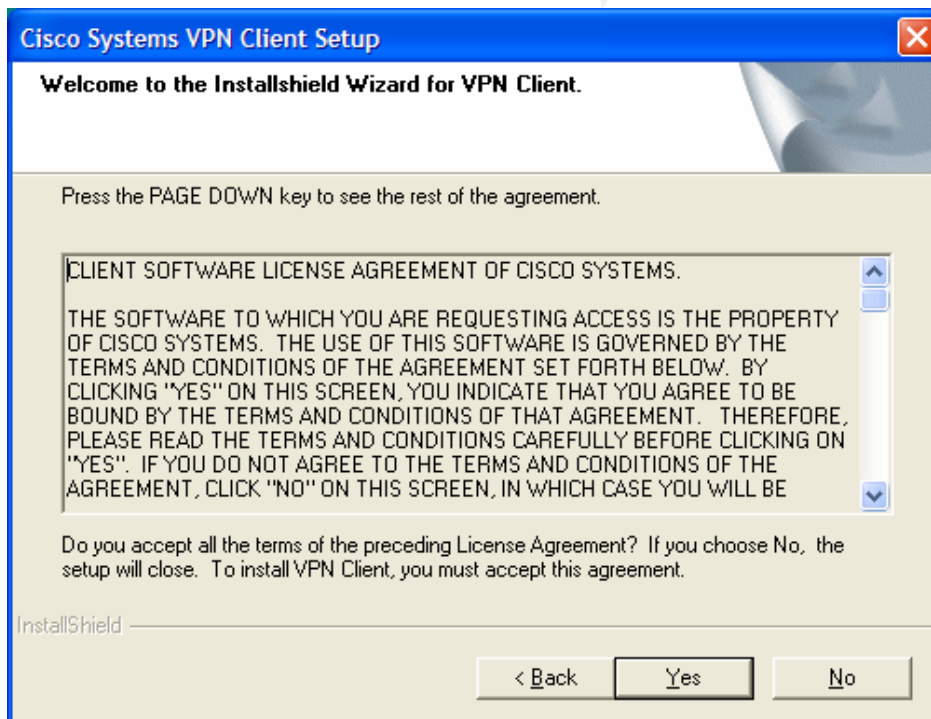 Cisco Systems VPN Client Setup
Welcome to the Installshield Wizard for VPN Client.
Press the PAGE DOWN key to see the rest of the agreement.
CLIENT SOFTWARE LICENSE AGREEMENT OF CISCO SYSTEMS.
THE SOFTWARE TO WHICH YOU ARE REQUESTING ACCESS IS THE PROPERTY
OF CISCO SYSTEMS.  THE USE OF THIS SOFTWARE IS GOVERNED BY THE
TERMS AND CONDITIONS OF THE AGREEMENT SET FORTH BELOW.  BY
CLICKING "YES" ON THIS SCREEN, YOU INDICATE THAT YOU AGREE TO BE
BOUND BY THE TERMS AND CONDITIONS OF THAT AGREEMENT.  THEREFORE,
PLEASE READ THE TERMS AND CONDITIONS CAREFULLY BEFORE CLICKING ON
"YES".  IF YOU DO NOT AGREE TO THE TERMS AND CONDITIONS OF THE
AGREEMENT, CLICK "NO" ON THIS SCREEN, IN WHICH CASE YOU WILL BE
Do you accept all the terms of the preceding License Agreement?  If you choose No,  the
setup will close.  To install VPN Client, you must accept this agreement.
InstallShield
< Back
Yes
No